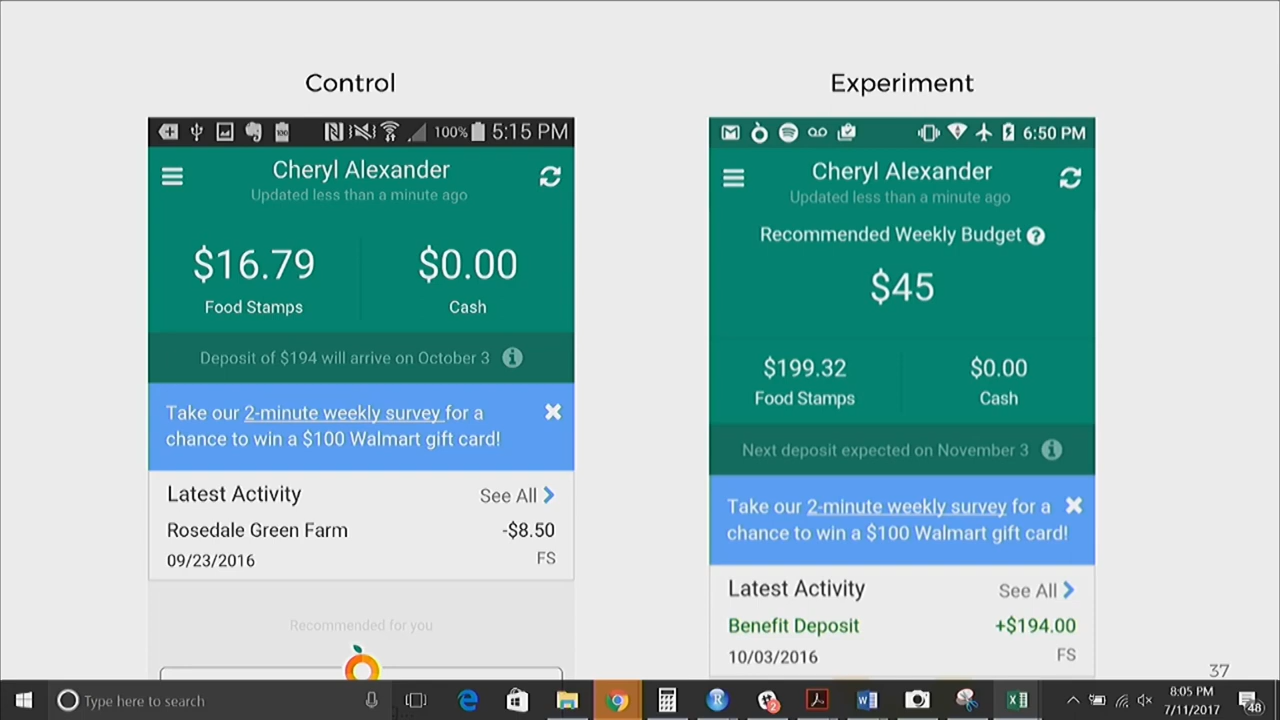 Control
Experiment
100% 5:15 PM
Cheryl Alexander
Updated less than a minute ago
$16.79
$0.00
Food Stamps
Cash
Deposit of $194 will arrive on October 3
Take our 2-minute weekly survey for a
chance to win a $100 Walmart gift card!
Latest Activity
See All
Rosedale Green Farm
-$8.50
09/23/2016
FS
Recommended for you
6:50 PM
Cheryl Alexander
Updated less than a minute ago
Recommended Weekly Budget ?
$45
$199.32
$0.00
Food Stamps
Cash
Next deposit expected on November 3
Take our 2-minute weekly survey for a
chance to win a $100 Walmart gift card!
Latest Activity
See All
Benefit Deposit
+$194.00
10/03/2016
FS
37
Type here to search
8:05 PM
7/11/2017
48